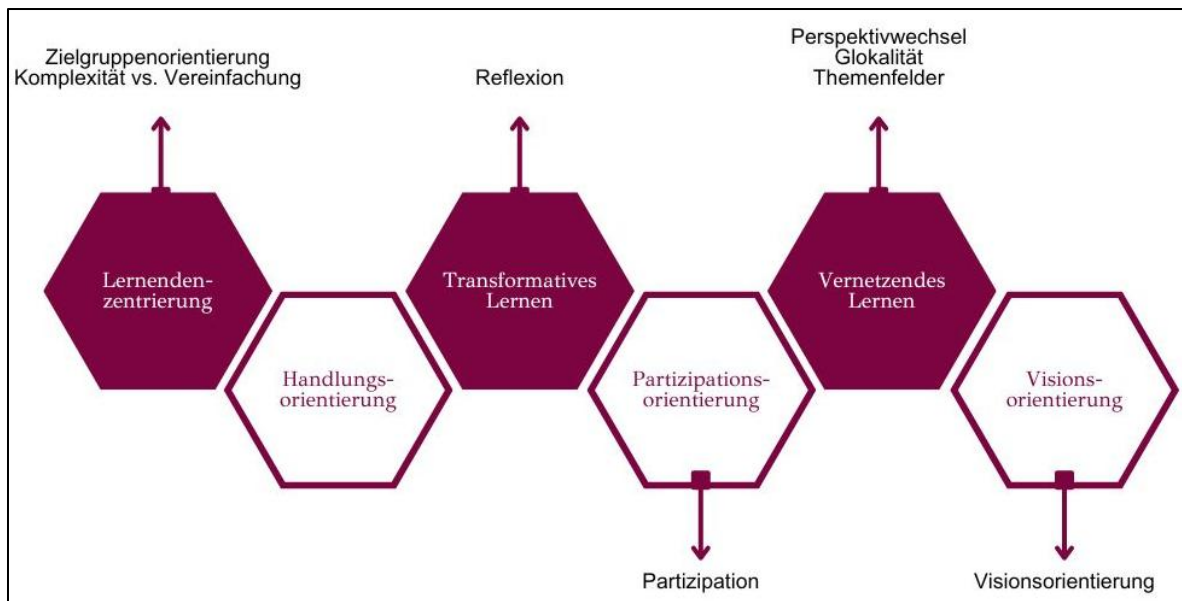 Zielgruppenorientierung
Komplexität vs. Vereinfachung
Reflexion
Perspektivwechsel
Glokalität
Themenfelder
Lernenden-
zentrierung
Transformatives
Lernen
Vernetzendes
Lernen
Handlungs-
orientierung
Partizipations-
orientierung
Visions-
orientierung
Partizipation
Visionsorientierung